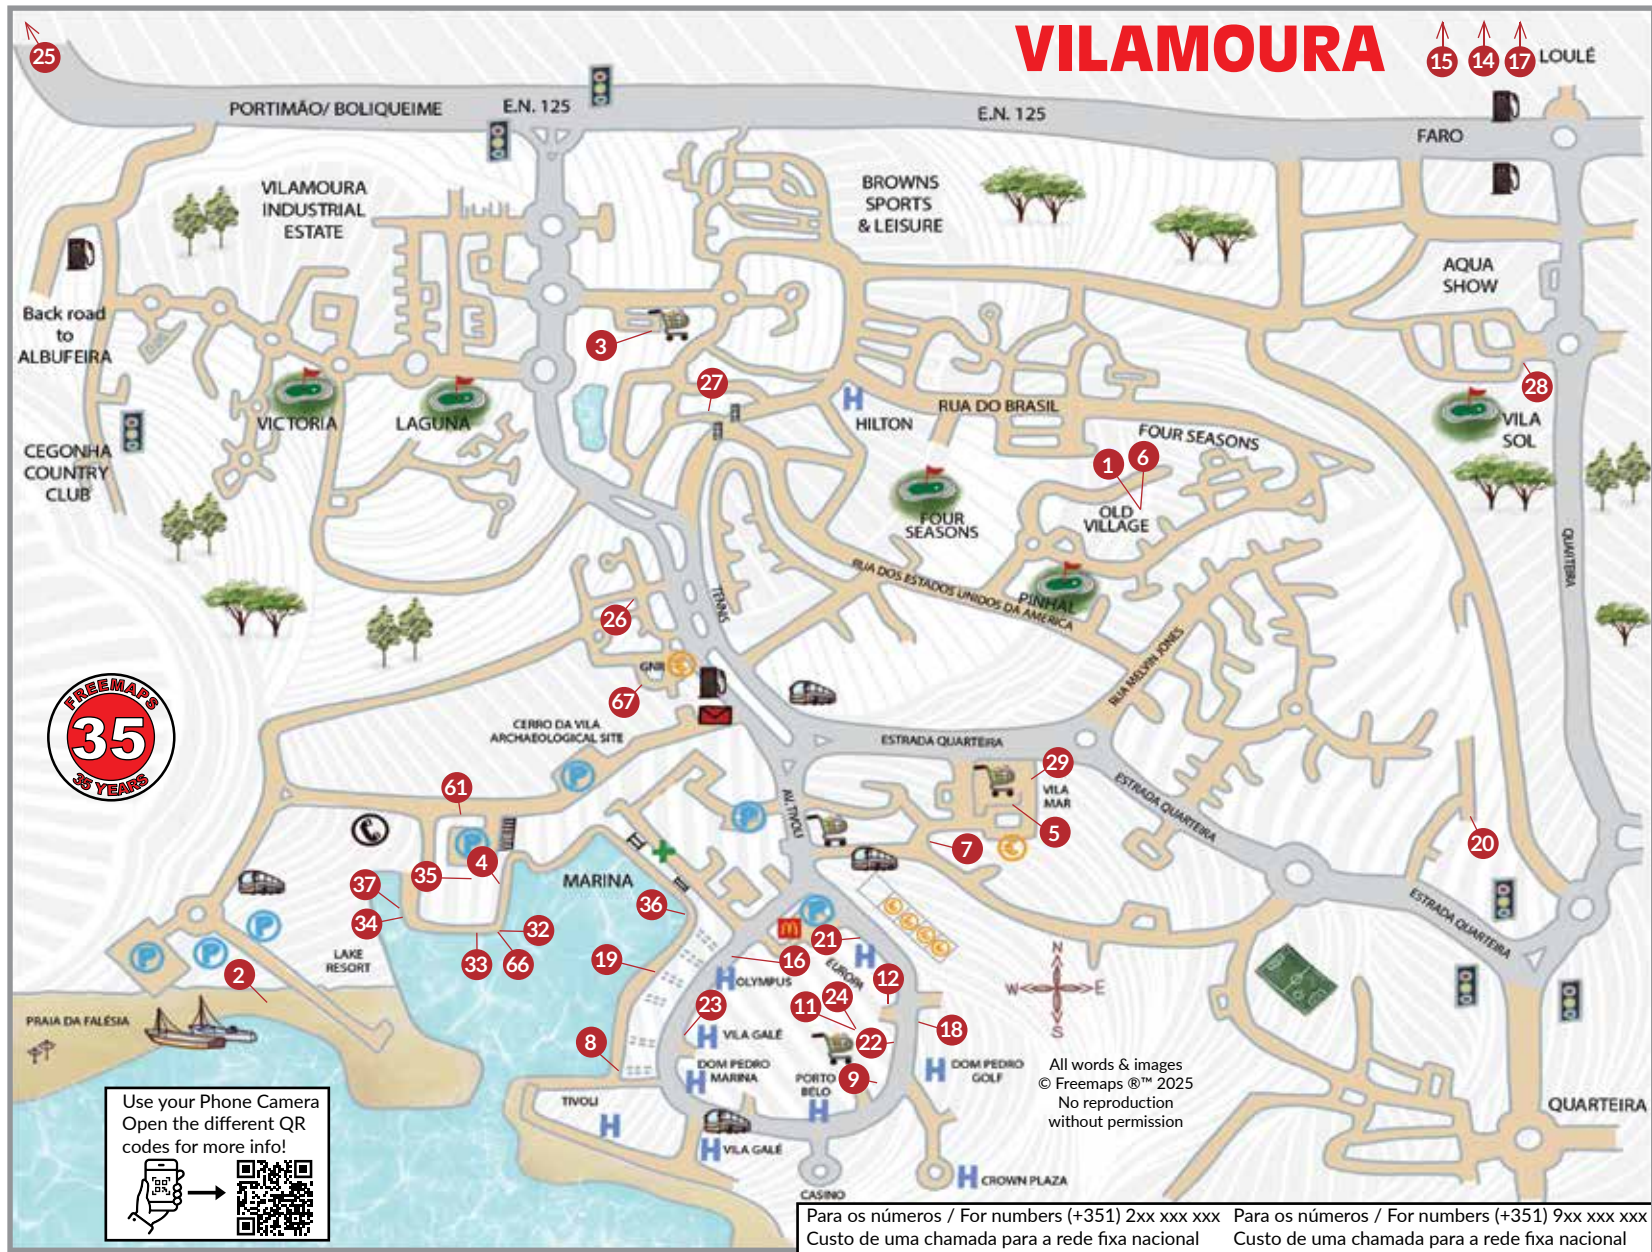 VILAMOURA
25
15
14
17
LOULÉ
PORTIMÃO/ BOLIQUEIME
E.N. 125
E.N. 125
FARO
VILAMOURA
INDUSTRIAL
ESTATE
BROWNS
SPORTS
& LEISURE
AQUA
SHOW
Back road
to
ALBUFEIRA
3
27
28
VICTORIA
LAGUNA
HILTON
RUA DO BRASIL
FOUR SEASONS
VILA
SOL
CEGONHA
COUNTRY
CLUB
1
6
OLD
VILLAGE
FOUR
SEASONS
QUARTEIRA
RUA DOS ESTADOS UNIDOS DA AMERICA
PINHAL
TENNIS
26
RUA MELVIN JONES
GNR
67
FREEMAPS
35
35 YEARS
CERRO DA VILA
ARCHAEOLOGICAL SITE
ESTRADA QUARTEIRA
29
VILA
MAR
ESTRADA QUARTEIRA
61
P
P
AV. TIVOLI
5
7
20
P
4
35
37
34
MARINA
36
32
33
66
19
P
21
16
EUROPA
H
OLYMPUS
12
24
11
23
VILA GALÉ
22
18
ESTRADA QUARTEIRA
P
P
P
LAKE
RESORT
2
PRAIA DA FALÉSIA
N
W
E
S
8
DOM PEDRO
MARINA
PORTO
BELO
9
DOM PEDRO
GOLF
TIVOLI
H
VILA GALÉ
CROWN PLAZA
CASINO
QUARTEIRA
All words & images
© Freemaps ®™ 2025
No reproduction
without permission
Use your Phone Camera
Open the different QR
codes for more info!
Para os números / For numbers (+351) 2xx xxx xxx
Custo de uma chamada para a rede fixa nacional
Para os números / For numbers (+351) 9xx xxx xxx
Custo de uma chamada para a rede fixa nacional